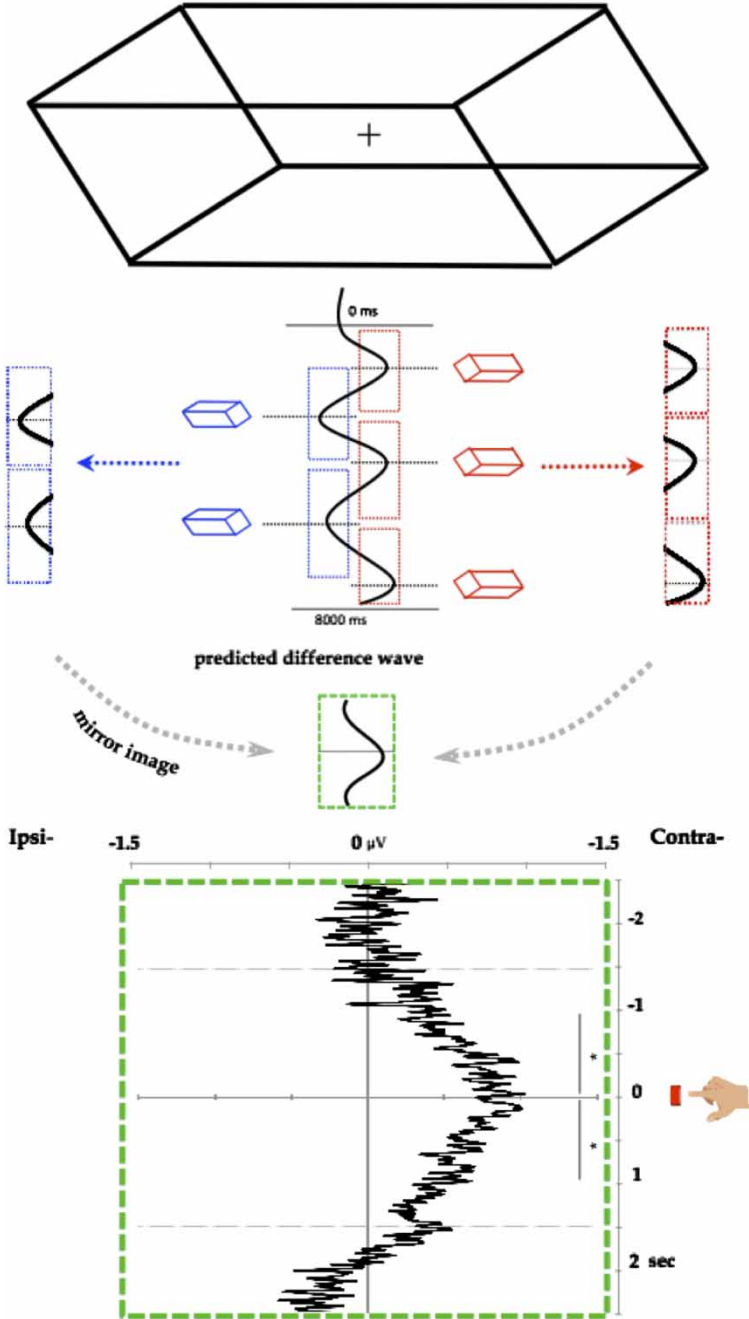 0 ms
8000 ms
predicted difference wave
mirror image
Ipsi- -1.5 0 µV -1.5 Contra-
-2
-1
*
0
*
1
2 sec